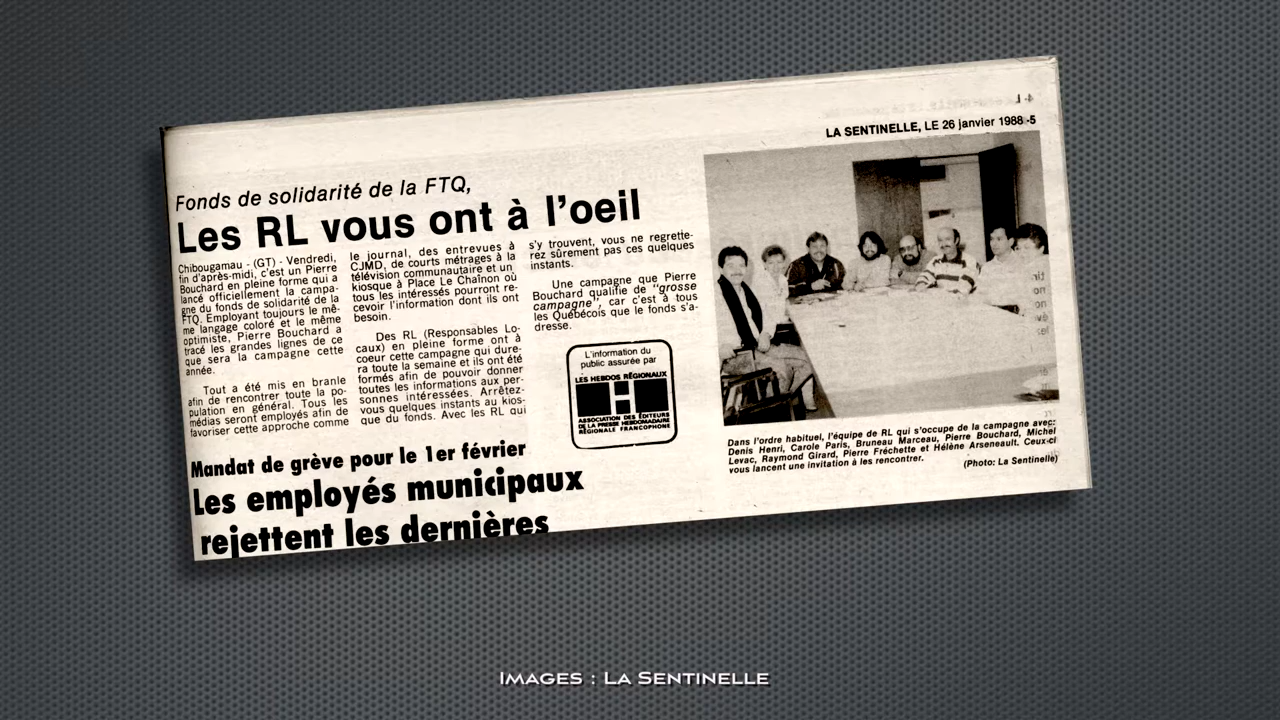 LA SENTINELLE, LE 26 janvier 1988 -5
Fonds de solidarité de la FTQ,
Les RL vous ont à l'oeil
Chibougamau - (GT) - Vendredi,
fin d'après-midi, c'est un Pierre
Bouchard en pleine forme qui a
lancé officiellement la campa-
gne du fonds de solidarité de la
FTQ. Employant toujours le mê-
me langage coloré et le même
optimiste, Pierre Bouchard a
tracé les grandes lignes de ce
que sera la campagne cette
année.
Tout a été mis en branle
afin de rencontrer toute la po-
pulation en général. Tous les
médias seront employés afin de
favoriser cette approche comme
le journal, des entrevues à
CJMD, de courts métrages à la
télévision communautaire et un
kiosque à Place Le Chaînon où
tous les intéressés pourront re-
cevoir l'information dont ils ont
besoin.
Des RL (Responsables Lo-
caux) en pleine forme ont à
coeur cette campagne qui dure-
ra toute la semaine et ils ont été
formés afin de pouvoir donner
toutes les informations aux per-
sonnes intéressées. Arrêtez-
vous quelques instants au kios-
que du fonds. Avec les RL qui
s'y trouvent, vous ne regrette-
rez sûrement pas ces quelques
instants.
Une campagne que Pierre
Bouchard qualifie de "grosse
campagne", car c'est à tous
les Québécois que le fonds s'a-
dresse.
L'information du
public assurée par
LES HEBDOS RÉGIONAUX
ASSOCIATION DES ÉDITEURS
DE LA PRESSE HEBDOMADAIRE
RÉGIONALE FRANCOPHONE
Dans l'ordre habituel, l'équipe de RL qui s'occupe de la campagne avec:
Denis Henri, Carole Paris, Bruneau Marceau, Pierre Bouchard, Michel
Levac, Raymond Girard, Pierre Fréchette et Hélène Arseneault. Ceux-ci
vous lancent une invitation à les rencontrer.
(Photo: La Sentinelle)
Mandat de grève pour le 1er février
Les employés municipaux
rejettent les dernières
Images : La Sentinelle